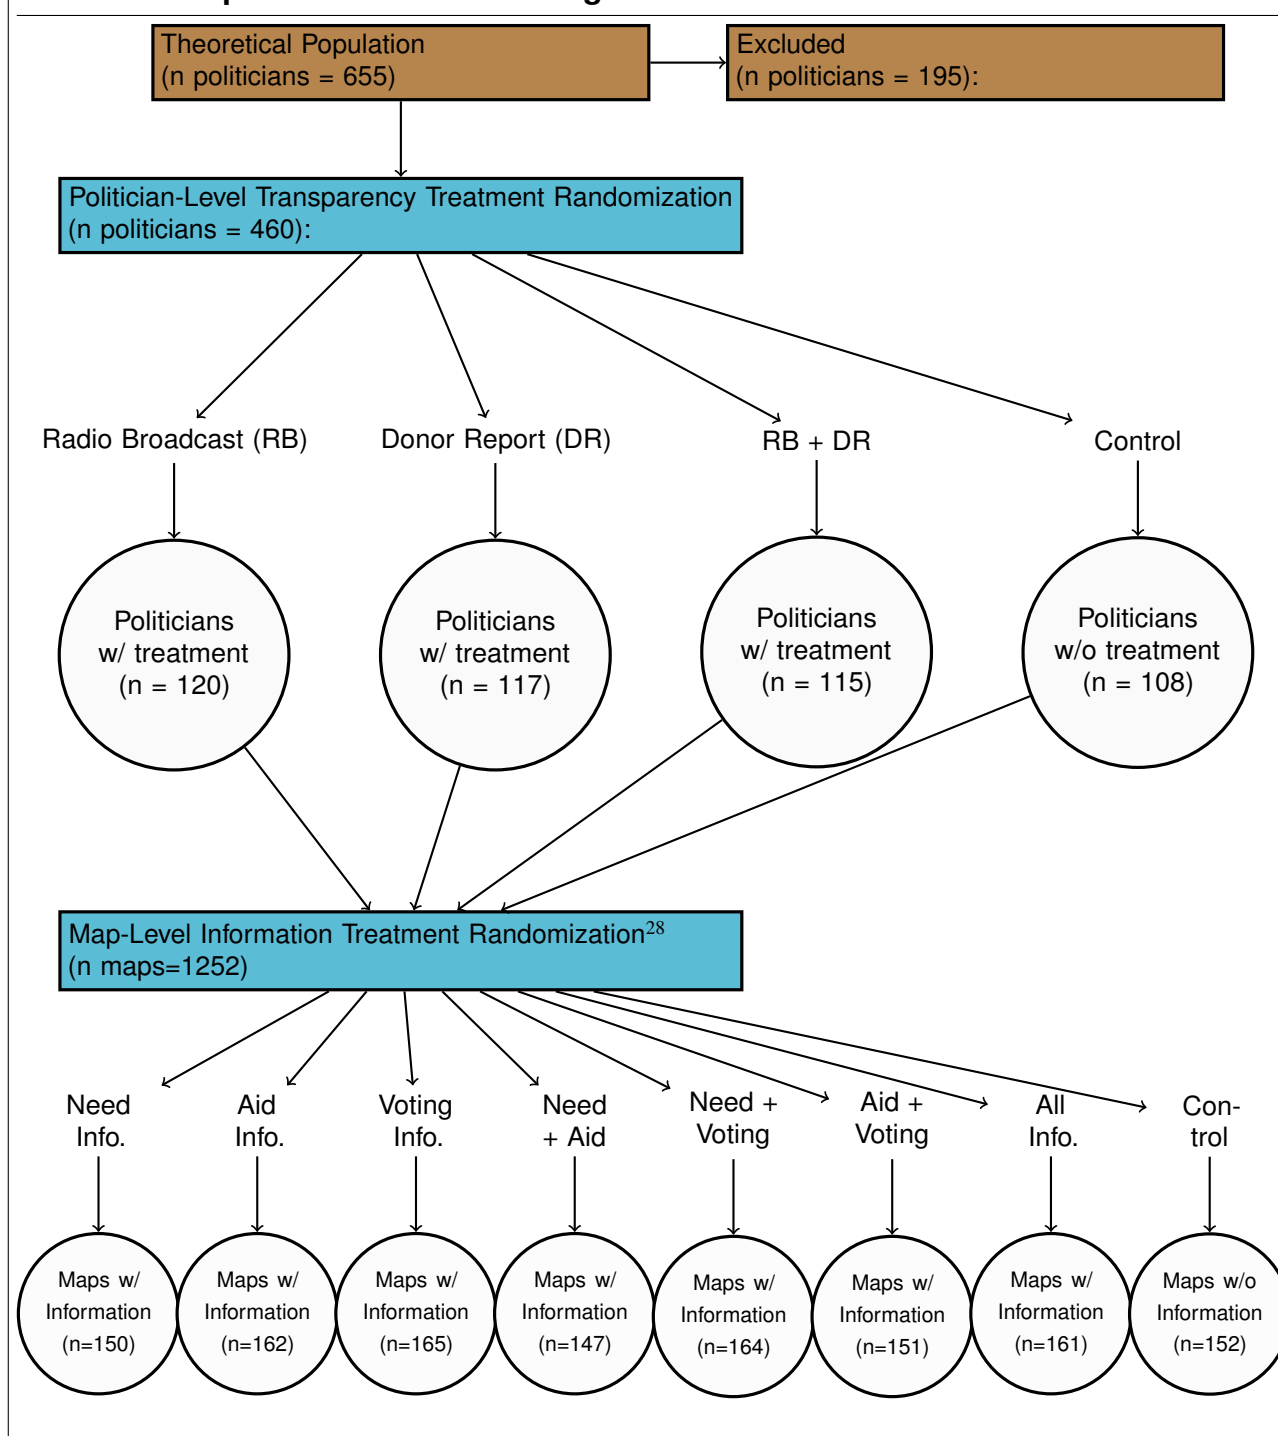 Theoretical Population
(n politicians = 655)
Excluded
(n politicians = 195):
Politician-Level Transparency Treatment Randomization
(n politicians = 460):
Radio Broadcast (RB)
Donor Report (DR)
RB + DR
Control
Politicians
w/ treatment
(n = 120)
Politicians
w/ treatment
(n = 117)
Politicians
w/ treatment
(n = 115)
Politicians
w/o treatment
(n = 108)
Map-Level Information Treatment Randomization28
(n maps=1252)
Need
Info.
Aid
Info.
Voting
Info.
Need
+ Aid
Need +
Voting
Aid +
Voting
All
Info.
Con-
trol
Maps w/
Information
(n=150)
Maps w/
Information
(n=162)
Maps w/
Information
(n=165)
Maps w/
Information
(n=147)
Maps w/
Information
(n=164)
Maps w/
Information
(n=151)
Maps w/
Information
(n=161)
Maps w/o
Information
(n=152)